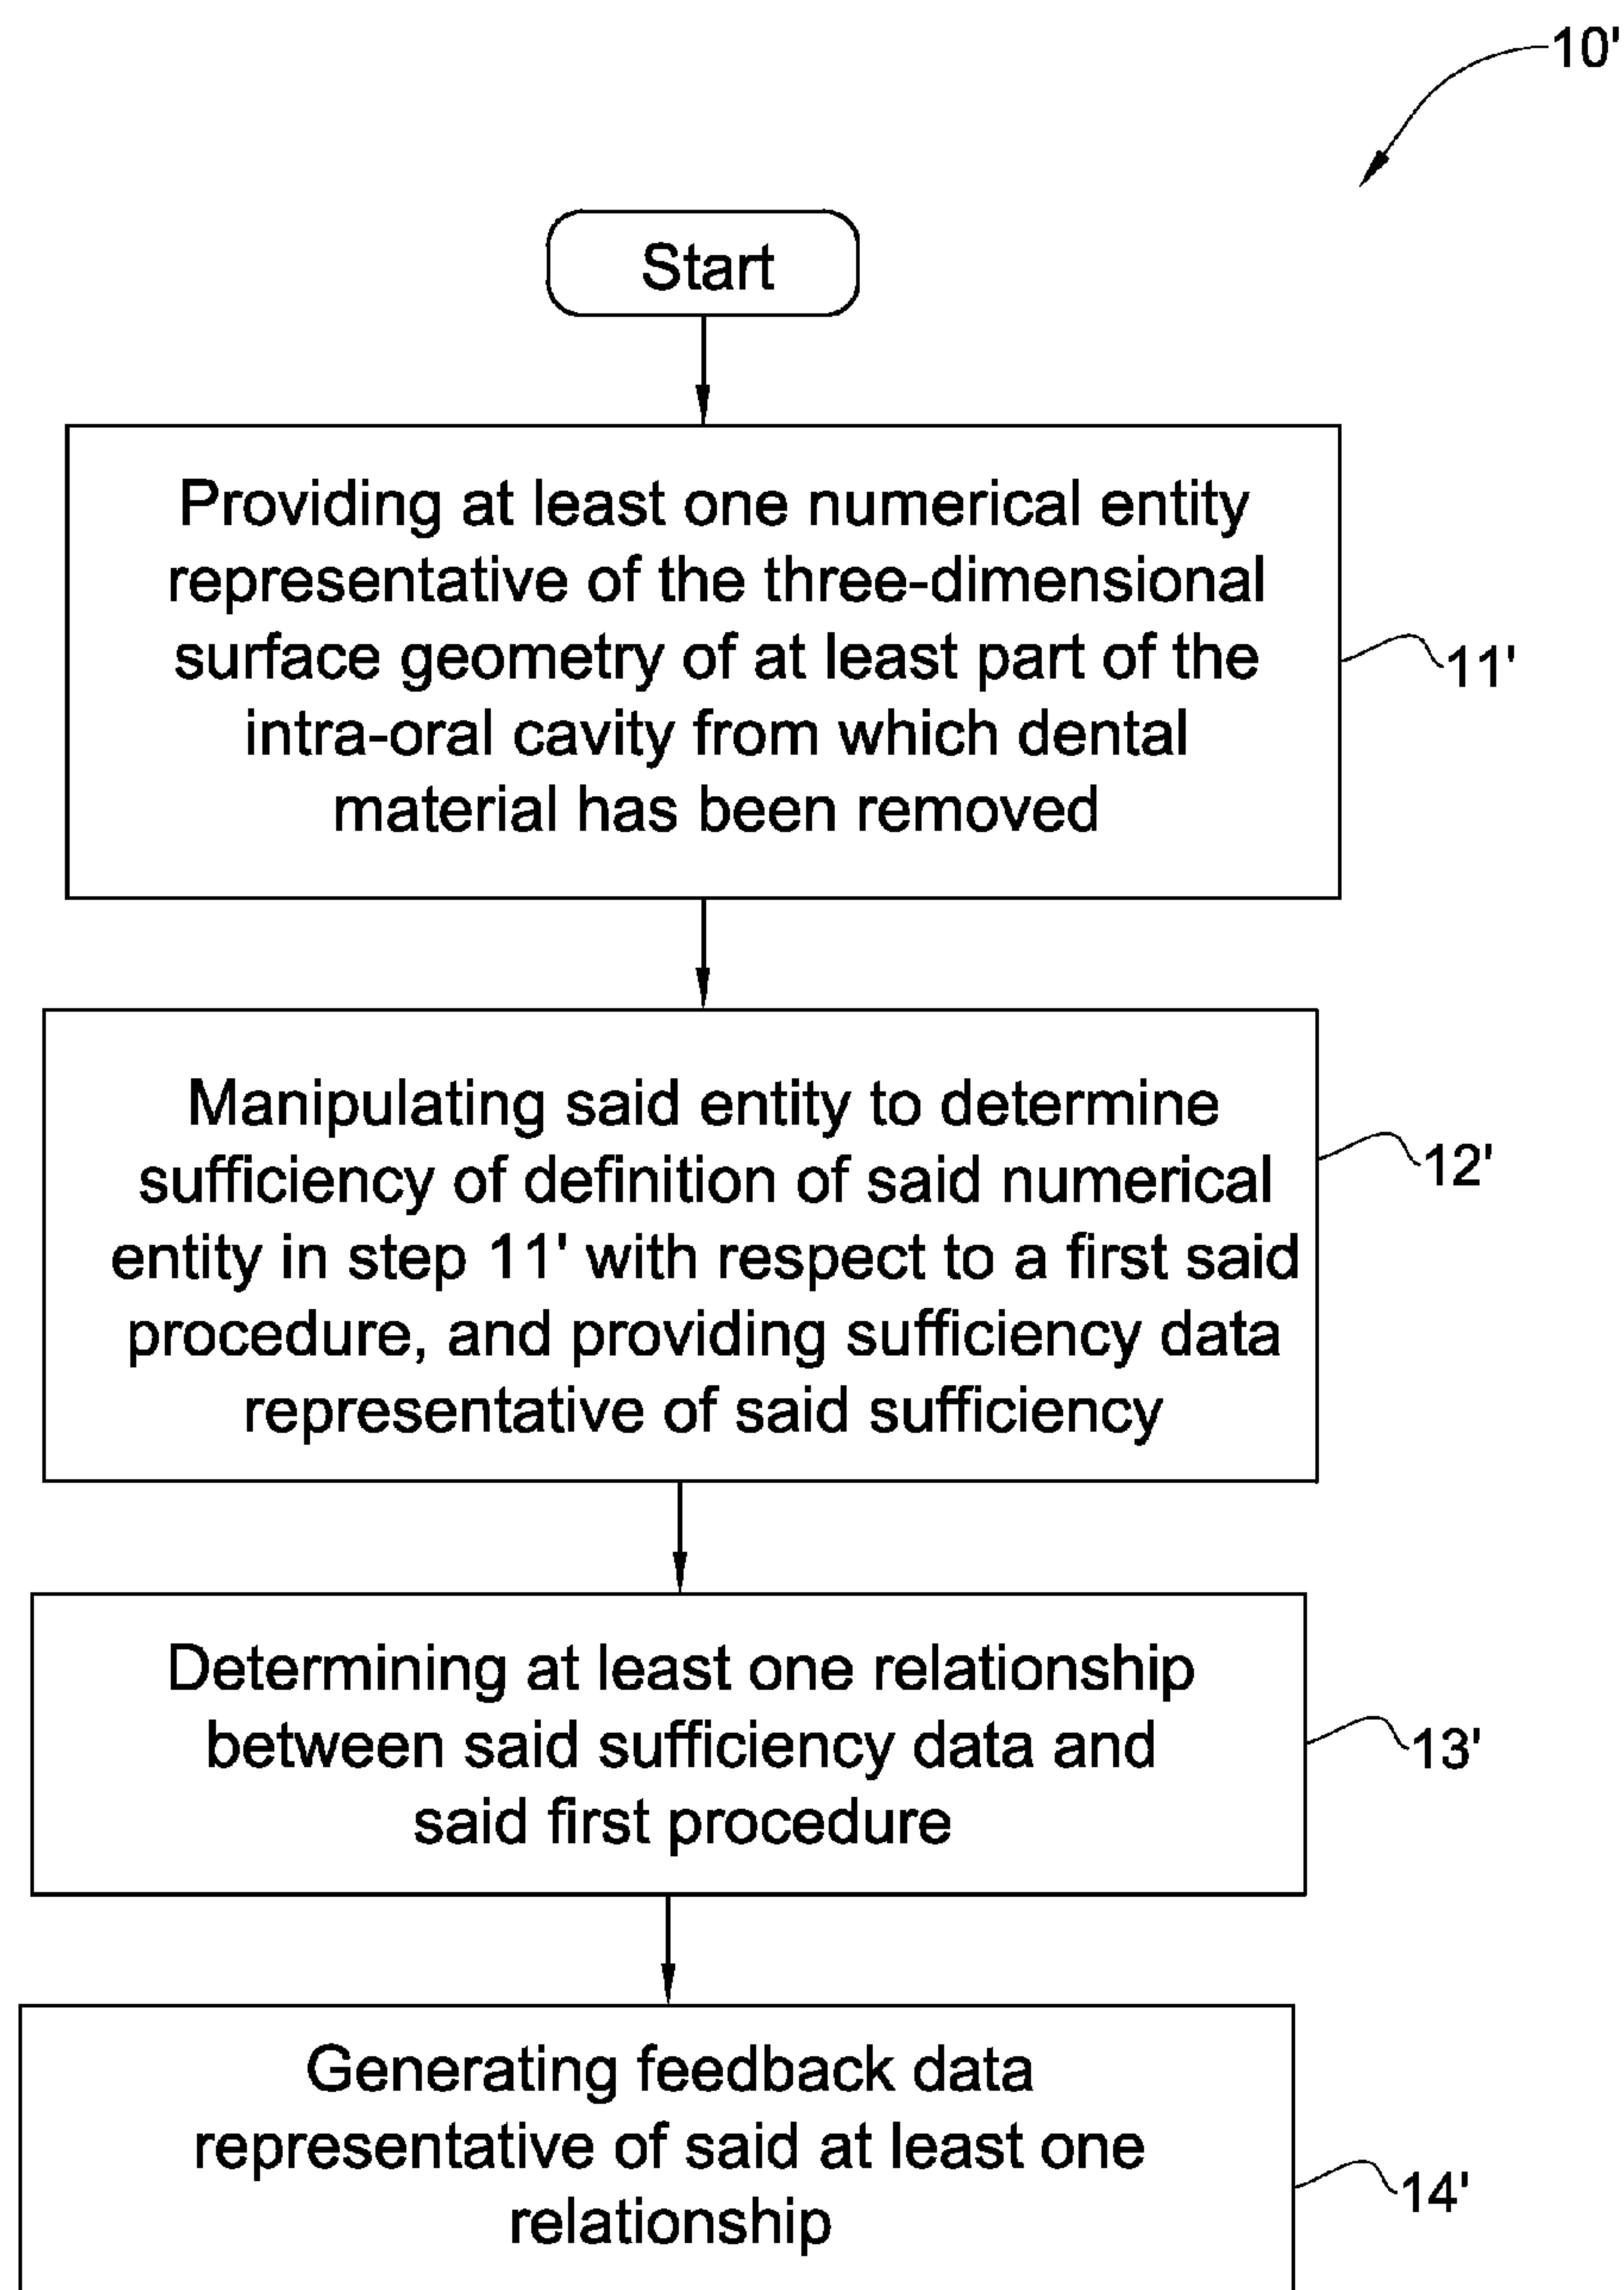 10'
Start
Providing at least one numerical entity
representative of the three-dimensional
surface geometry of at least part of the
intra-oral cavity from which dental
material has been removed
11'
Manipulating said entity to determine
sufficiency of definition of said numerical
entity in step 11' with respect to a first said
procedure, and providing sufficiency data
representative of said sufficiency
12'
Determining at least one relationship
between said sufficiency data and
said first procedure
13'
Generating feedback data
representative of said at least one
relationship
14'